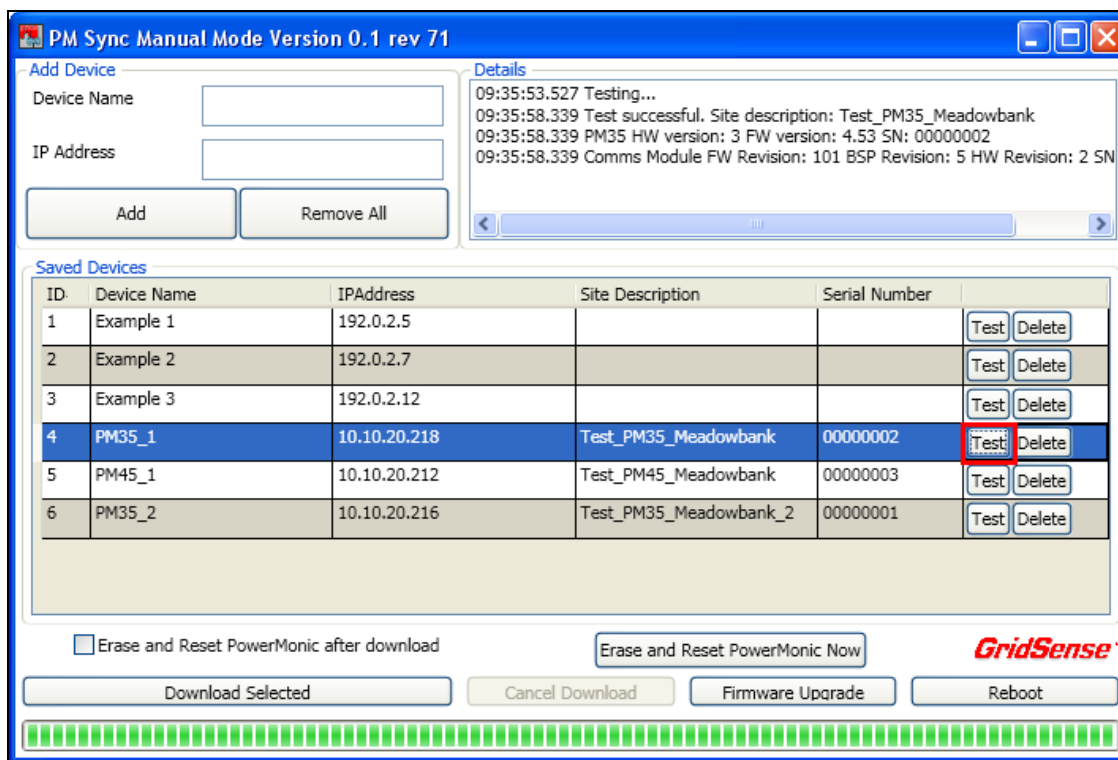 PM Sync Manual Mode Version 0.1 rev 71
Add Device
Device Name
IP Address
Add Remove All
Details
09:35:53.527 Testing...
09:35:58.339 Test successful. Site description: Test_PM35_Meadowbank
09:35:58.339 PM35 HW version: 3 FW version: 4.53 SN: 00000002
09:35:58.339 Comms Module FW Revision: 101 BSP Revision: 5 HW Revision: 2 SN
Saved Devices
ID Device Name IPAddress Site Description Serial Number
1 Example 1 192.0.2.5 Test Delete
2 Example 2 192.0.2.7 Test Delete
3 Example 3 192.0.2.12 Test Delete
4 PM35_1 10.10.20.218 Test_PM35_Meadowbank 00000002 Test Delete
5 PM45_1 10.10.20.212 Test_PM45_Meadowbank 00000003 Test Delete
6 PM35_2 10.10.20.216 Test_PM35_Meadowbank_2 00000001 Test Delete
Erase and Reset PowerMonic after download Erase and Reset PowerMonic Now GridSense
Download Selected Cancel Download Firmware Upgrade Reboot